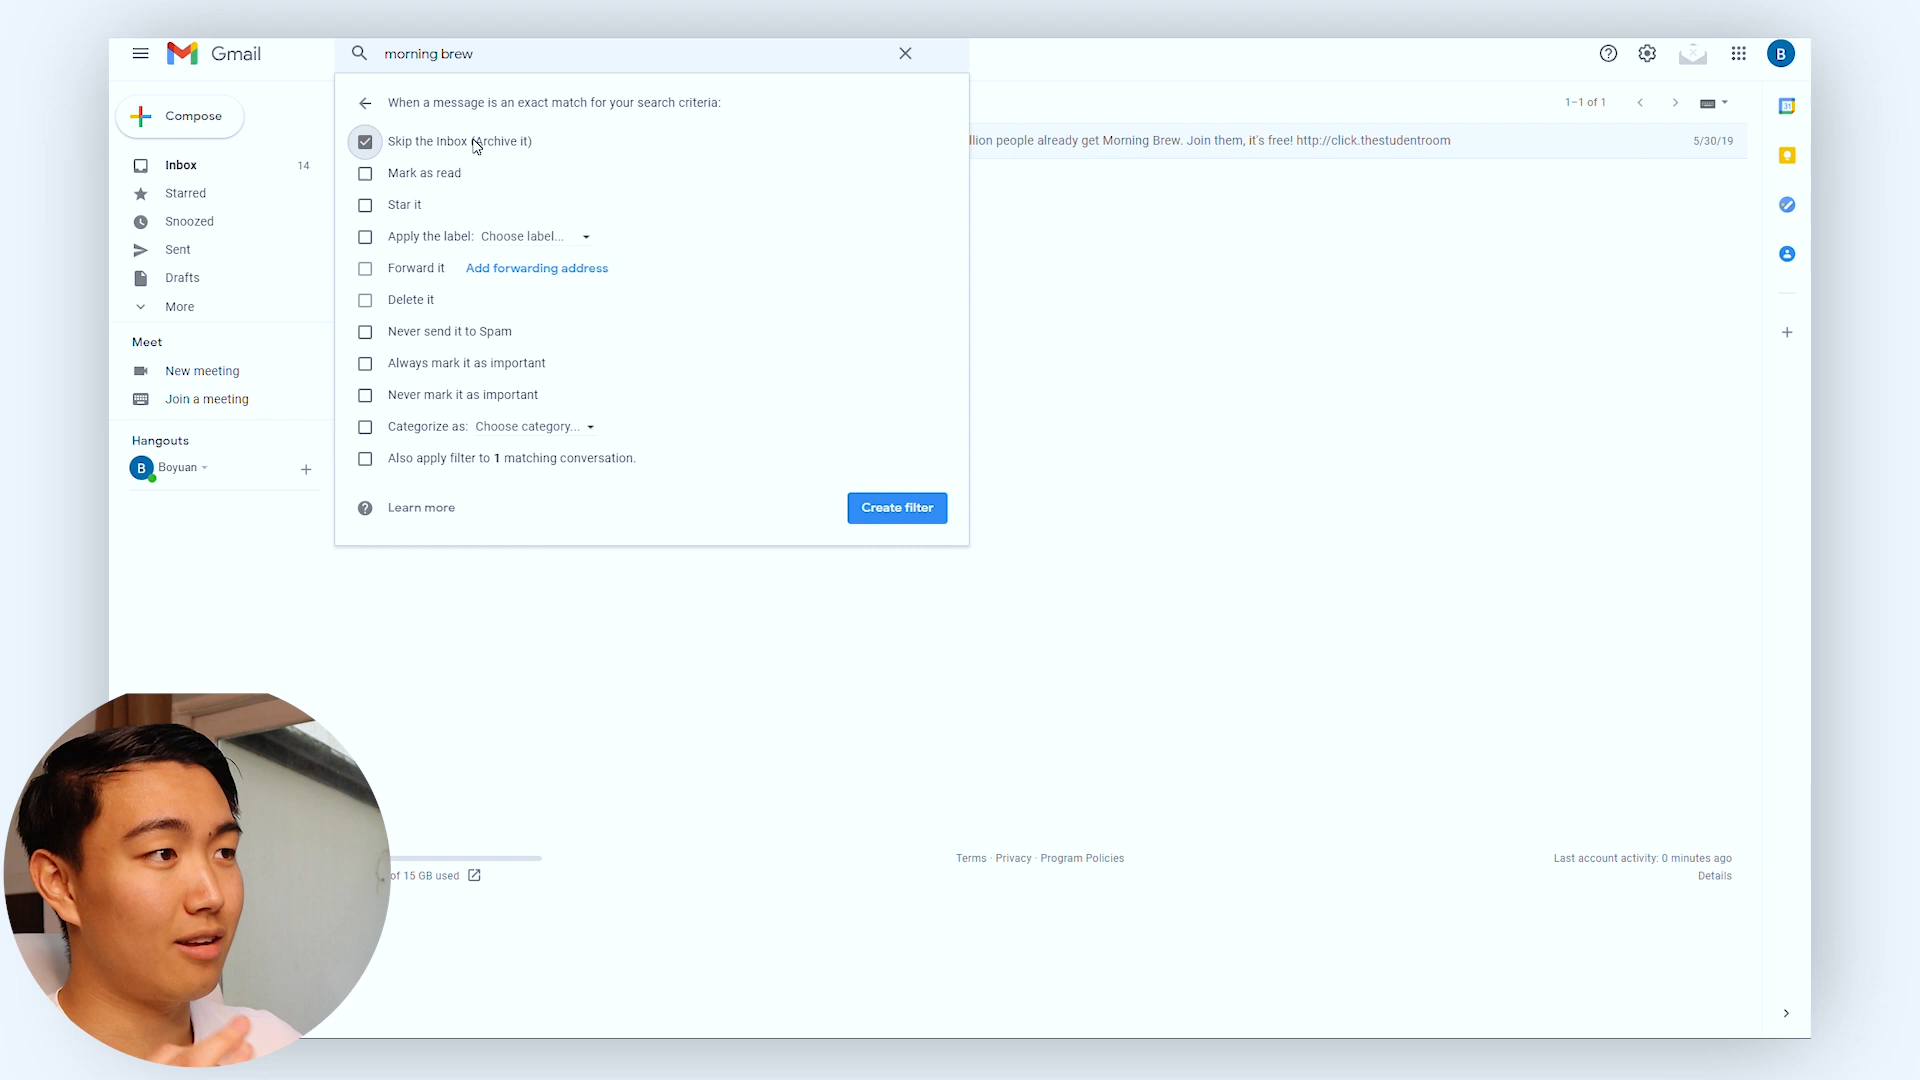 Gmail
morning brew
B
Compose
When a message is an exact match for your search criteria:
1–1 of 1
31
Inbox 14
Skip the Inbox (Archive it)
llion people already get Morning Brew. Join them, it's free! http://click.thestudentroom
5/30/19
Mark as read
Starred
Star it
Snoozed
Apply the label: Choose label...
Sent
Forward it Add forwarding address
Drafts
Delete it
More
Never send it to Spam
Meet
Always mark it as important
New meeting
Never mark it as important
Join a meeting
Categorize as: Choose category...
Hangouts
Also apply filter to 1 matching conversation.
B Boyuan
Learn more
Create filter
of 15 GB used
Terms · Privacy · Program Policies
Last account activity: 0 minutes ago
Details